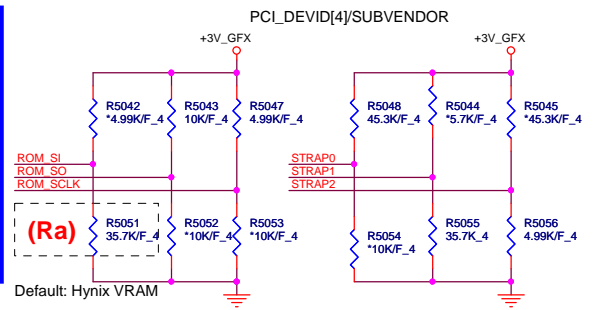 PCI_DEVID[4]/SUBVENDOR
+3V_GFX
+3V_GFX
R5042
*4.99K/F_4
R5043
10K/F_4
R5047
4.99K/F_4
R5048
45.3K/F_4
R5044
*5.7K/F_4
R5045
*45.3K/F_4
ROM_SI
ROM_SO
ROM_SCLK
STRAP0
STRAP1
STRAP2
(Ra)
R5051
35.7K/F_4
R5052
*10K/F_4
R5053
*10K/F_4
R5054
*10K/F_4
R5055
35.7K_4
R5056
4.99K/F_4
Default: Hynix VRAM